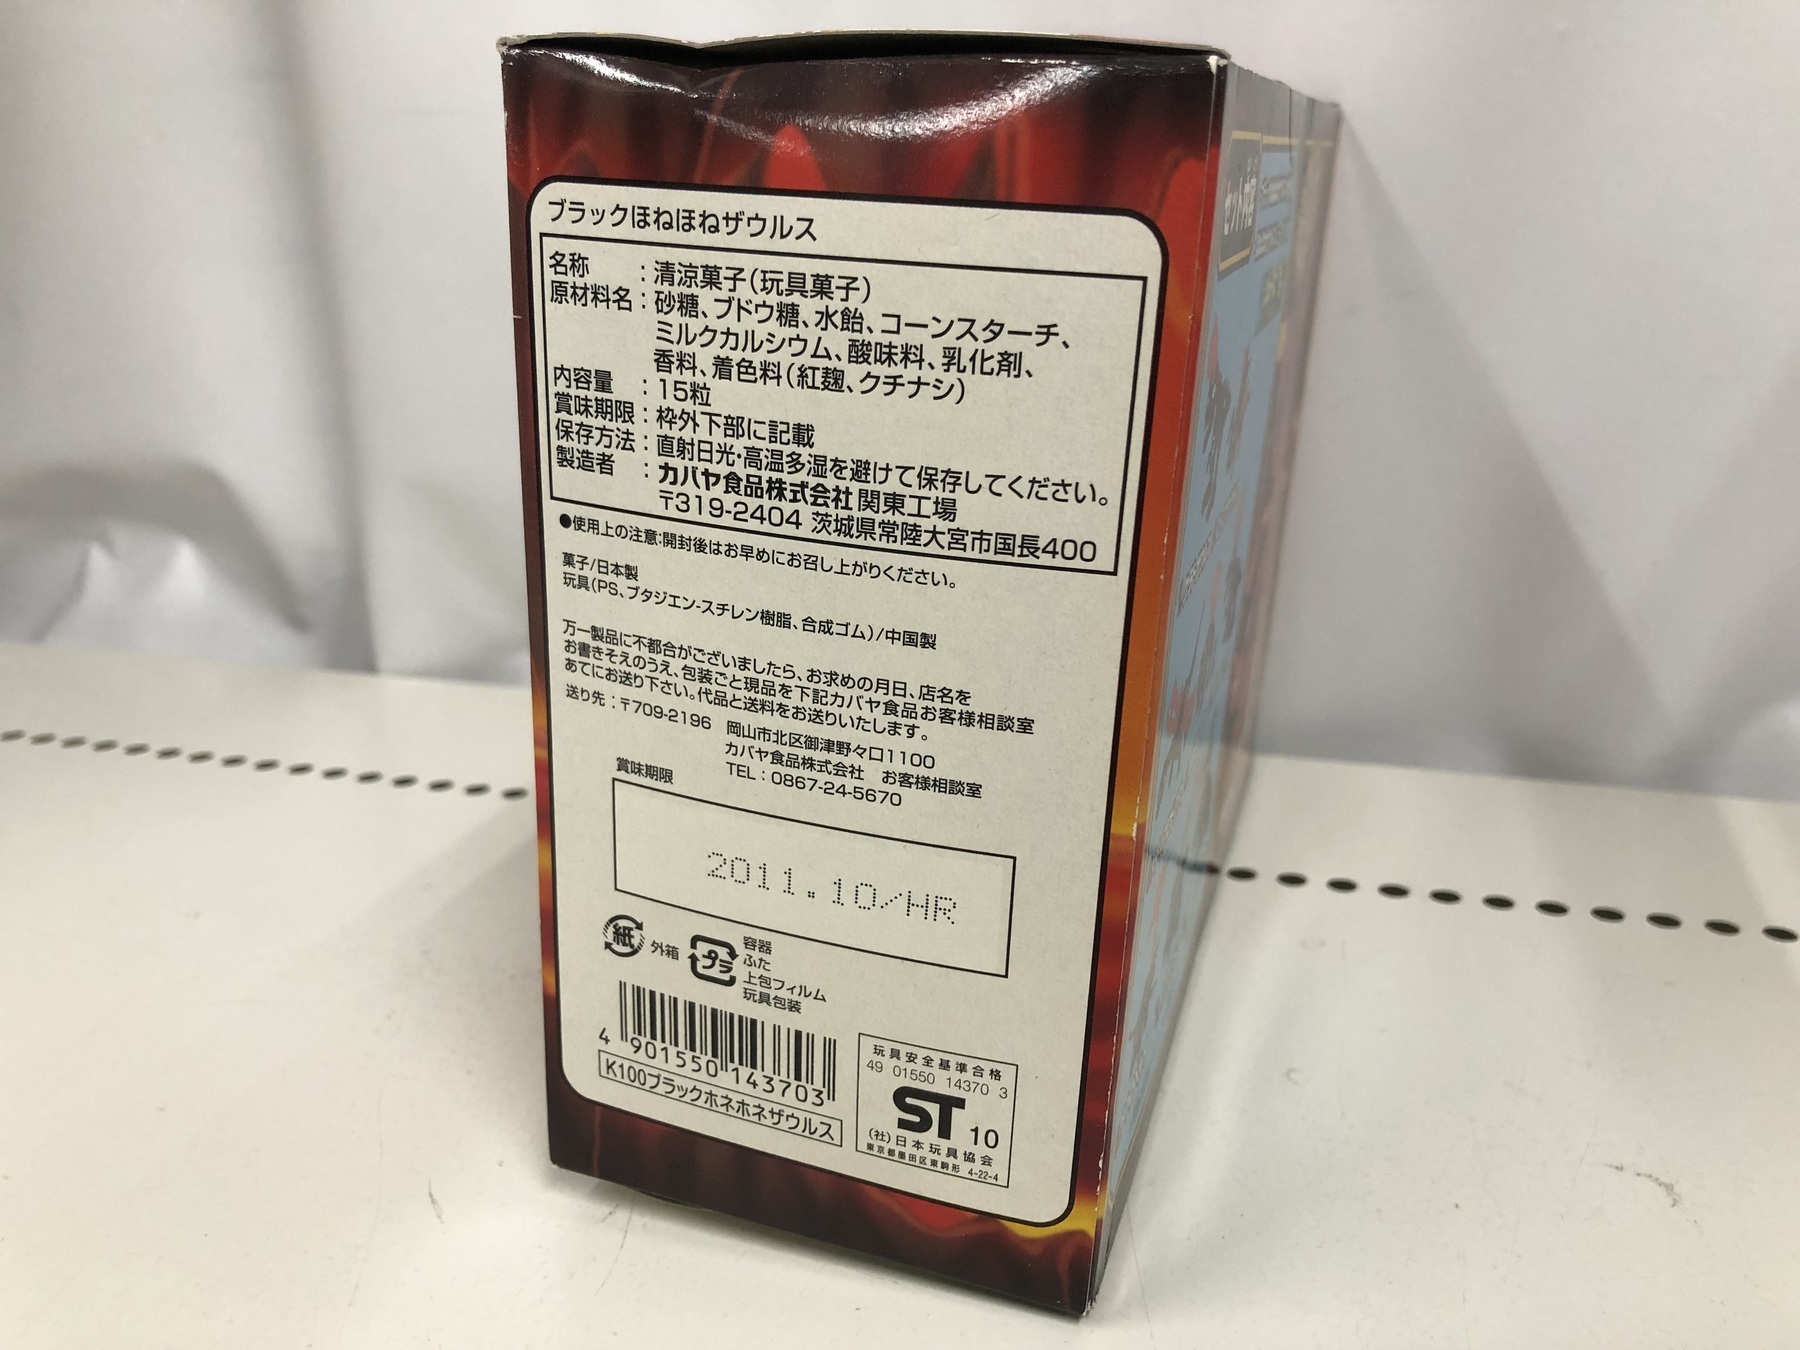 ブラックほねほねザウルス
名称 : 清涼菓子(玩具菓子)
原材料名 : 砂糖、ブドウ糖、水飴、コーンスターチ、
ミルクカルシウム、酸味料、乳化剤、
香料、着色料(紅麹、クチナシ)
内容量 : 15粒
賞味期限 : 枠外下部に記載
保存方法 : 直射日光・高温多湿を避けて保存してください。
製造者 : カバヤ食品株式会社 関東工場
〒319-2404 茨城県常陸大宮市国長400
●使用上の注意:開封後はお早めにお召し上がりください。
菓子/日本製
玩具(PS、ブタジエン-スチレン樹脂、合成ゴム)/中国製
万一製品に不都合がございましたら、お求めの月日、店名を
お書きそえのうえ、包装ごと現品を下記カバヤ食品お客様相談室
あてにお送り下さい。代品と送料をお送りいたします。
送り先 : 〒709-2196 岡山市北区御津野々口1100
カバヤ食品株式会社 お客様相談室
TEL : 0867-24-5670
賞味期限
2011.10/HR
紙 外箱
プラ 容器
ふた
上包フィルム
玩具包装
4 901550 143703
K100ブラックホネホネザウルス
玩具安全基準合格
49 01550 14370 3
ST 10
(社)日本玩具協会
東京都墨田区東駒形 4-22-4
セット内容